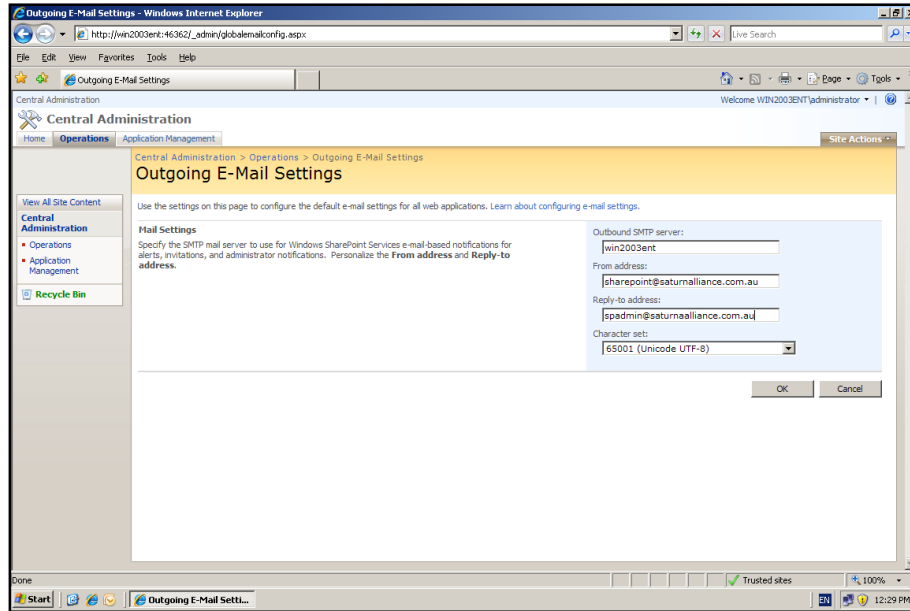 Outgoing E-Mail Settings - Windows Internet Explorer
http://win2003ent:46362/_admin/globalemailconfig.aspx
Live Search
File Edit View Favorites Tools Help
Outgoing E-Mail Settings
Page Tools
Central Administration
Welcome WIN2003ENT\administrator
Central Administration
Home Operations Application Management
Site Actions
Central Administration > Operations > Outgoing E-Mail Settings
Outgoing E-Mail Settings
View All Site Content
Central
Administration
Operations
Application
Management
Recycle Bin
Use the settings on this page to configure the default e-mail settings for all web applications. Learn about configuring e-mail settings.
Mail Settings
Specify the SMTP mail server to use for Windows SharePoint Services e-mail-based notifications for
alerts, invitations, and administrator notifications. Personalize the From address and Reply-to
address.
Outbound SMTP server:
win2003ent
From address:
sharepoint@saturnalliance.com.au
Reply-to address:
spadmin@saturnaalliance.com.au
Character set:
65001 (Unicode UTF-8)
OK Cancel
Done
Trusted sites
100%
Start
Outgoing E-Mail Setti...
EN
12:29 PM